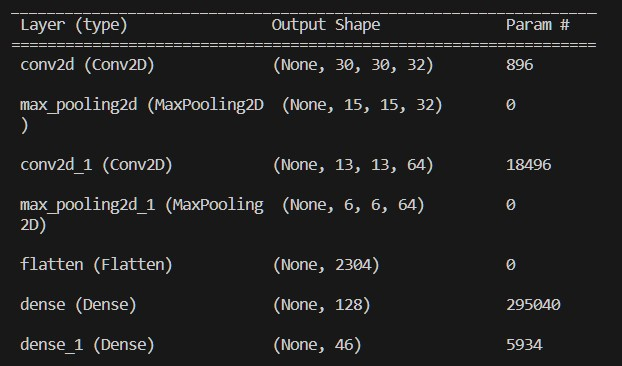 Layer (type) Output Shape Param #
conv2d (Conv2D) (None, 30, 30, 32) 896
max_pooling2d (MaxPooling2D (None, 15, 15, 32) 0
)
conv2d_1 (Conv2D) (None, 13, 13, 64) 18496
max_pooling2d_1 (MaxPooling (None, 6, 6, 64) 0
2D)
flatten (Flatten) (None, 2304) 0
dense (Dense) (None, 128) 295040
dense_1 (Dense) (None, 46) 5934